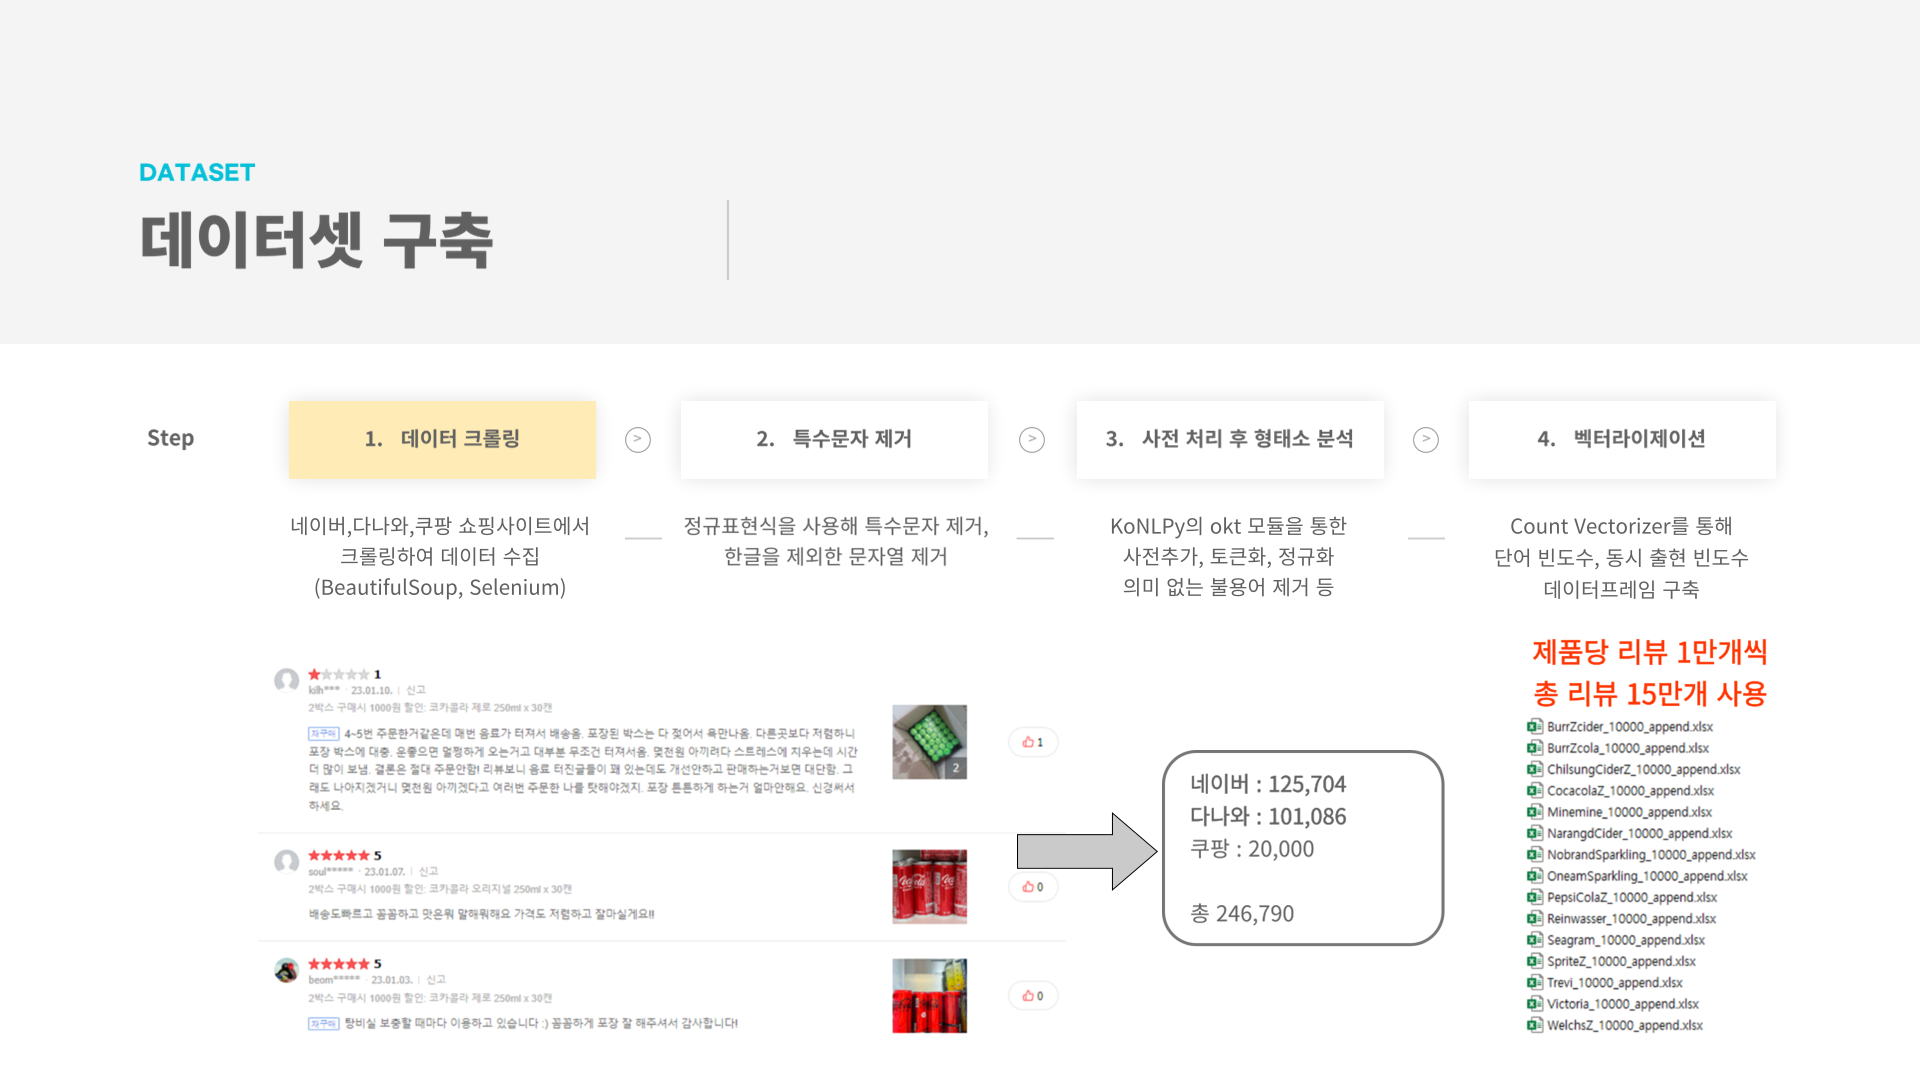 DATASET
데이터셋 구축
Step
1. 데이터 크롤링
>
2. 특수문자 제거
>
3. 사전 처리 후 형태소 분석
>
4. 벡터라이제이션
네이버,다나와,쿠팡 쇼핑사이트에서
크롤링하여 데이터 수집
(BeautifulSoup, Selenium)
정규표현식을 사용해 특수문자 제거,
한글을 제외한 문자열 제거
KoNLPy의 okt 모듈을 통한
사전추가, 토큰화, 정규화
의미 없는 불용어 제거 등
Count Vectorizer를 통해
단어 빈도수, 동시 출현 빈도수
데이터프레임 구축
1
kilh*** · 23.01.10. | 신고
2박스 구매시 1000원 할인: 코카콜라 제로 250ml x 30캔
재구매 4~5번 주문한거같은데 매번 음료가 터져서 배송옴. 포장된 박스는 다 젖어서 욕만나옴. 다른곳보다 저렴하니
포장 박스에 대충. 운좋으면 멀쩡하게 오는거고 대부분 무조건 터져서옴. 몇천원 아끼려다 스트레스에 지우는데 시간
더 많이 보냄. 결론은 절대 주문안함! 리뷰보니 음료 터진글들이 꽤 있는데도 개선안하고 판매하는거보면 대단함. 그
래도 나아지겠거니 몇천원 아끼겠다고 여러번 주문한 나를 탓해야겠지. 포장 튼튼하게 하는거 얼마안해요. 신경써서
하세요.
2
1
5
soul***** · 23.01.07. | 신고
2박스 구매시 1000원 할인: 코카콜라 오리지널 250ml x 30캔
배송도빠르고 꼼꼼하고 맛은뭐 말해뭐해요 가격도 저렴하고 잘마실게요!!
0
5
beom***** · 23.01.03. | 신고
2박스 구매시 1000원 할인: 코카콜라 제로 250ml x 30캔
재구매 탕비실 보충할 때마다 이용하고 있습니다 :) 꼼꼼하게 포장 잘 해주셔서 감사합니다!
0
네이버 : 125,704
다나와 : 101,086
쿠팡 : 20,000
총 246,790
제품당 리뷰 1만개씩
총 리뷰 15만개 사용
BurrZcider_10000_append.xlsx
BurrZcola_10000_append.xlsx
ChilsungCiderZ_10000_append.xlsx
CocacolaZ_10000_append.xlsx
Minemine_10000_append.xlsx
NarangdCider_10000_append.xlsx
NobrandSparkling_10000_append.xlsx
OneamSparkling_10000_append.xlsx
PepsiColaZ_10000_append.xlsx
Reinwasser_10000_append.xlsx
Seagram_10000_append.xlsx
SpriteZ_10000_append.xlsx
Trevi_10000_append.xlsx
Victoria_10000_append.xlsx
WelchsZ_10000_append.xlsx